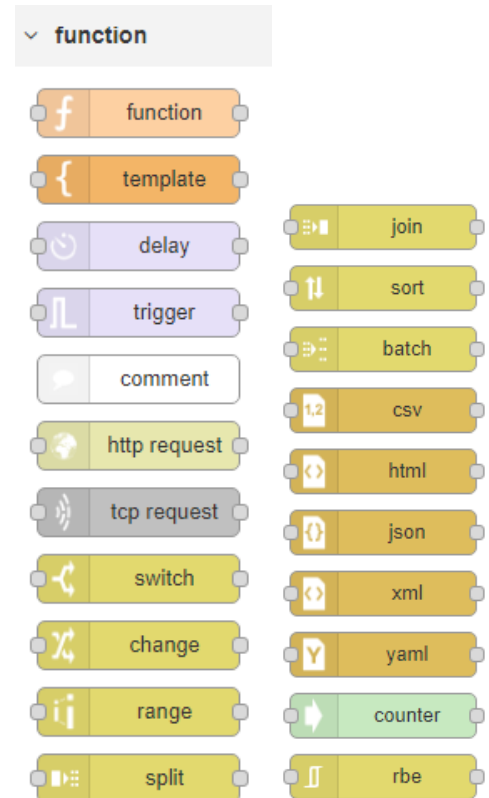 function
function
template
delay
trigger
comment
http request
tcp request
switch
change
range
split
join
sort
batch
1,2 csv
html
json
xml
Y yaml
counter
rbe